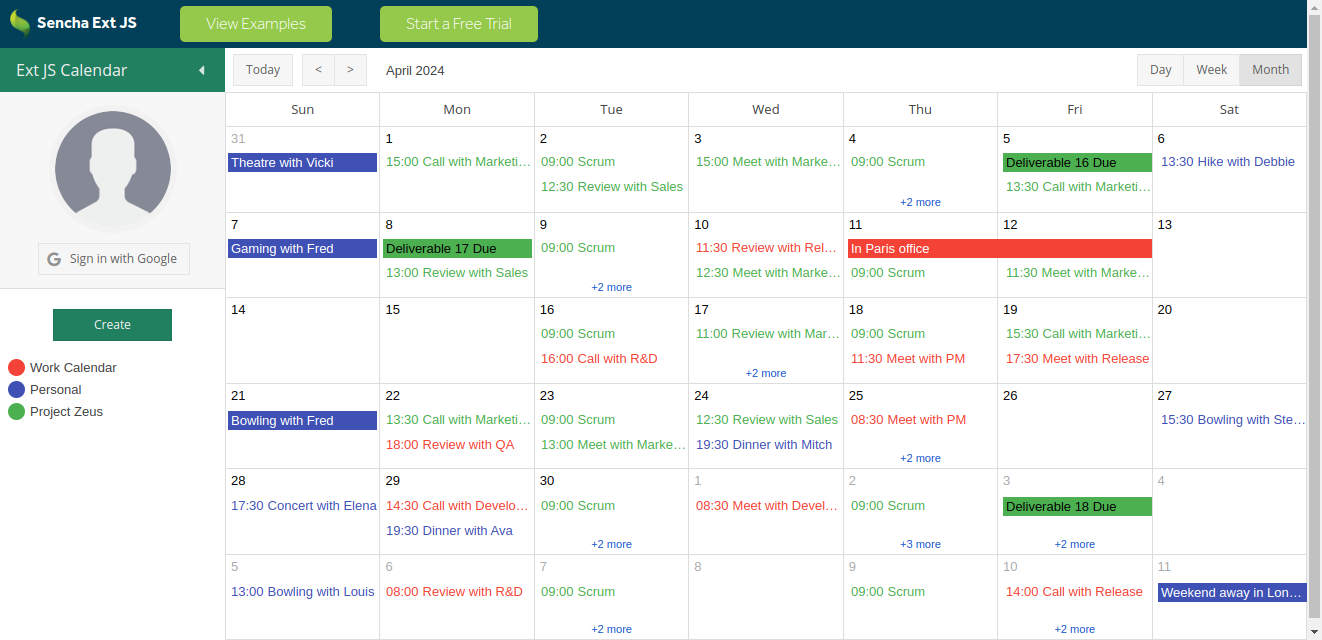 Sencha Ext JS
View Examples
Start a Free Trial
Ext JS Calendar
Sign in with Google
Create
Work Calendar
Personal
Project Zeus
Today < > April 2024 Day Week Month
Sun Mon Tue Wed Thu Fri Sat
31 1 2 3 4 5 6
Theatre with Vicki 15:00 Call with Marketi... 09:00 Scrum 15:00 Meet with Marke... 09:00 Scrum Deliverable 16 Due 13:30 Hike with Debbie
12:30 Review with Sales 13:30 Call with Marketi...
+2 more
7 8 9 10 11 12 13
Gaming with Fred Deliverable 17 Due 09:00 Scrum 11:30 Review with Rel... In Paris office
13:00 Review with Sales 12:30 Meet with Marke... 09:00 Scrum 11:30 Meet with Marke...
+2 more
14 15 16 17 18 19 20
09:00 Scrum 11:00 Review with Mar... 09:00 Scrum 15:30 Call with Marketi...
16:00 Call with R&D 11:30 Meet with PM 17:30 Meet with Release
+2 more
21 22 23 24 25 26 27
Bowling with Fred 13:30 Call with Marketi... 09:00 Scrum 12:30 Review with Sales 08:30 Meet with PM 15:30 Bowling with Ste...
18:00 Review with QA 13:00 Meet with Marke... 19:30 Dinner with Mitch
+2 more
28 29 30 1 2 3 4
17:30 Concert with Elena 14:30 Call with Develo... 09:00 Scrum 08:30 Meet with Devel... 09:00 Scrum Deliverable 18 Due
19:30 Dinner with Ava
+2 more +3 more +2 more
5 6 7 8 9 10 11
13:00 Bowling with Louis 08:00 Review with R&D 09:00 Scrum 09:00 Scrum 14:00 Call with Release Weekend away in Lon...
+2 more +2 more